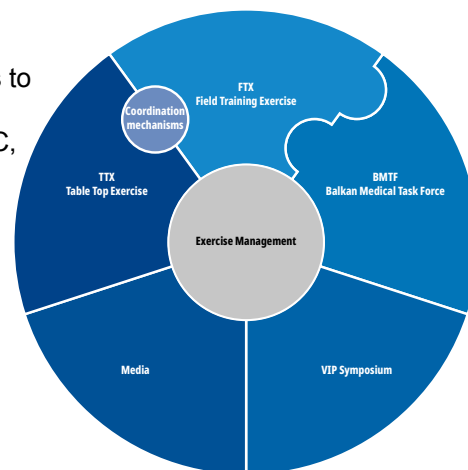 to
C,
FTX
Field Training Exercise
Coordination
mechanisms
TTX
Table Top Exercise
BMTF
Balkan Medical Task Force
Exercise Management
Media
VIP Symposium